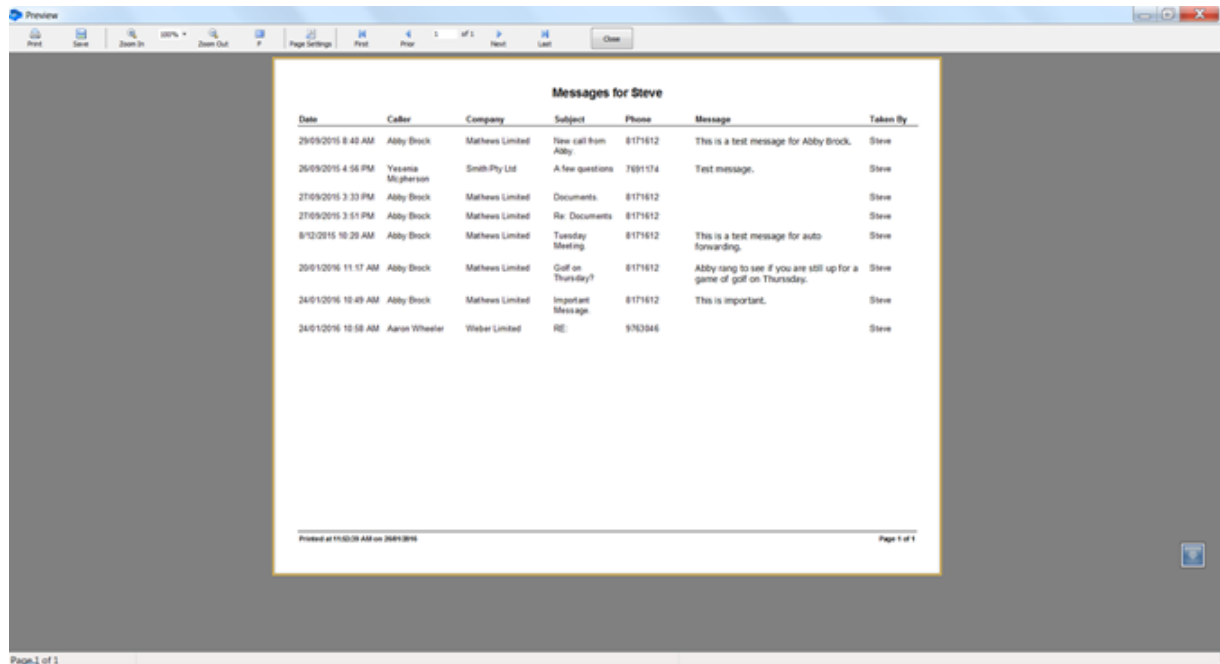 Preview
Print Save Zoom In 100% Zoom Out P Page Settings First Prior 1 of 1 Next Last Close
Messages for Steve
Date Caller Company Subject Phone Message Taken By
29/09/2015 8:40 AM Abby Brock Mathews Limited New call from 8171612 This is a test message for Abby Brock. Steve
Abby.
26/09/2015 4:56 PM Yesenia Smith Pty Ltd A few questions 7691174 Test message. Steve
Mcpherson
27/09/2015 3:33 PM Abby Brock Mathews Limited Documents. 8171612 Steve
27/09/2015 3:51 PM Abby Brock Mathews Limited Re: Documents 8171612 Steve
8/12/2015 10:20 AM Abby Brock Mathews Limited Tuesday 8171612 This is a test message for auto Steve
Meeting. forwarding.
20/01/2016 11:17 AM Abby Brock Mathews Limited Golf on 8171612 Abby rang to see if you are still up for a Steve
Thursday? game of golf on Thurssday.
24/01/2016 10:49 AM Abby Brock Mathews Limited Important 8171612 This is important. Steve
Message.
24/01/2016 10:58 AM Aaron Wheeler Weber Limited RE: 9763046 Steve
Printed at AM on 26/01/2016 Page 1 of 1
Page 1 of 1